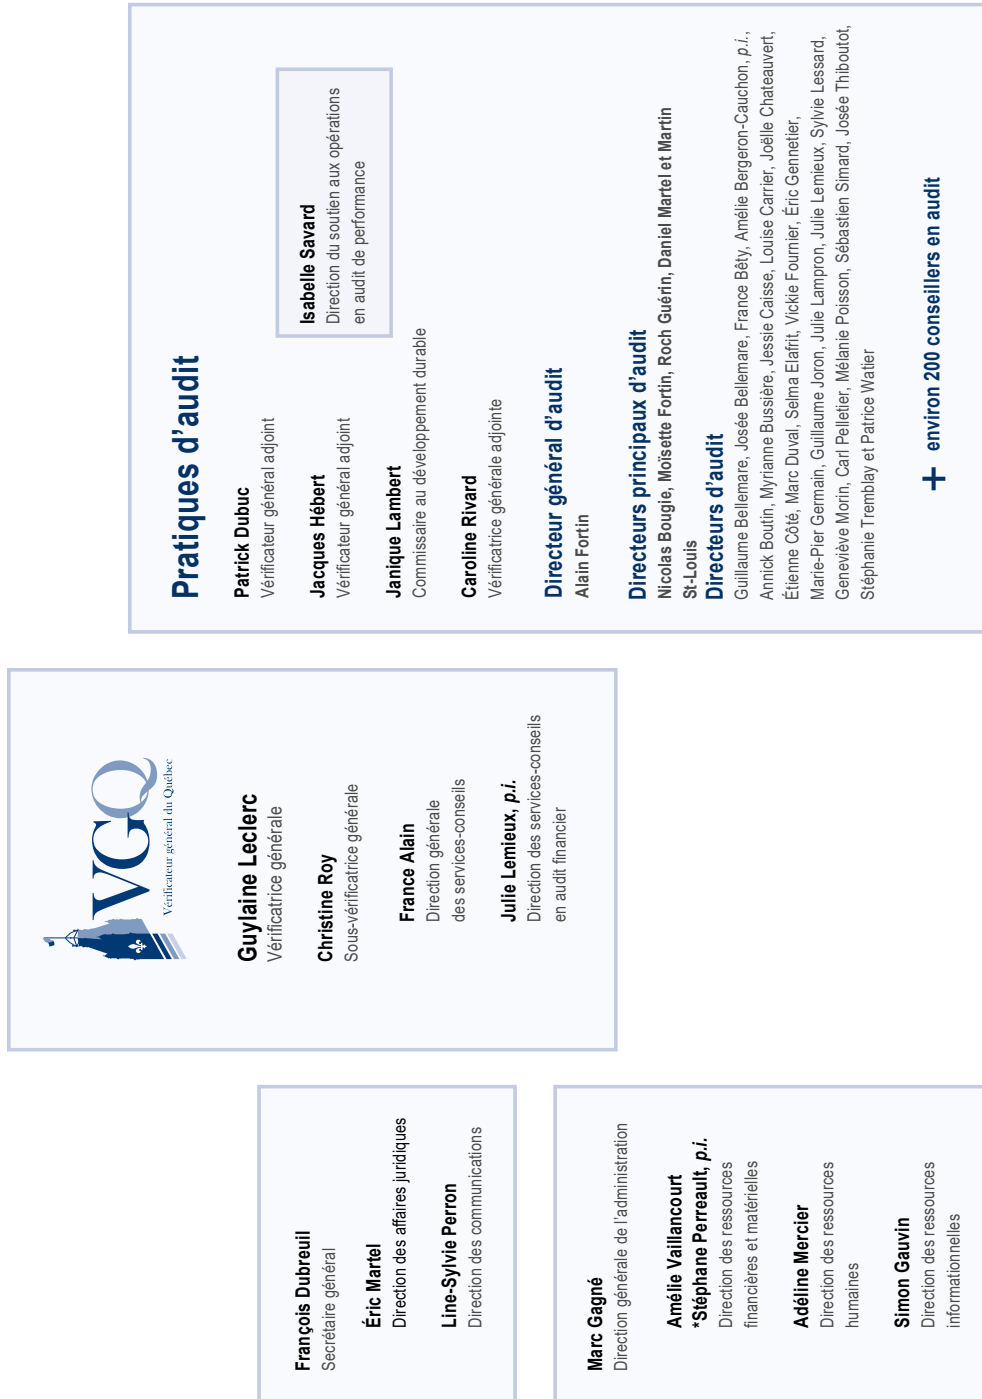 VGQ
Vérificateur général du Québec
Guylaine Leclerc
Vérificatrice générale
Christine Roy
Sous-vérificatrice générale
France Alain
Direction générale
des services-conseils
Julie Lemieux, p.i.
Direction des services-conseils
en audit financier
François Dubreuil
Secrétaire général
Éric Martel
Direction des affaires juridiques
Line-Sylvie Perron
Direction des communications
Marc Gagné
Direction générale de l'administration
Amélie Vaillancourt
*Stéphane Perreault, p.i.
Direction des ressources
financières et matérielles
Adéline Mercier
Direction des ressources
humaines
Simon Gauvin
Direction des ressources
informationnelles
Pratiques d'audit
Patrick Dubuc
Vérificateur général adjoint
Jacques Hébert
Vérificateur général adjoint
Janique Lambert
Commissaire au développement durable
Caroline Rivard
Vérificatrice générale adjointe
Isabelle Savard
Direction du soutien aux opérations
en audit de performance
Directeur général d'audit
Alain Fortin
Directeurs principaux d'audit
Nicolas Bougie, Moïsette Fortin, Roch Guérin, Daniel Martel et Martin
St-Louis
Directeurs d'audit
Guillaume Bellemare, Josée Bellemare, France Bêty, Amélie Bergeron-Cauchon, p.i.,
Annick Boutin, Myrianne Bussière, Jessie Caisse, Louise Carrier, Joëlle Chateauvert,
Étienne Côté, Marc Duval, Selma Elafrit, Vickie Fournier, Éric Gennetier,
Marie-Pier Germain, Guillaume Joron, Julie Lampron, Julie Lemieux, Sylvie Lessard,
Geneviève Morin, Carl Pelletier, Mélanie Poisson, Sébastien Simard, Josée Thiboutot,
Stéphanie Tremblay et Patrice Watier
+ environ 200 conseillers en audit